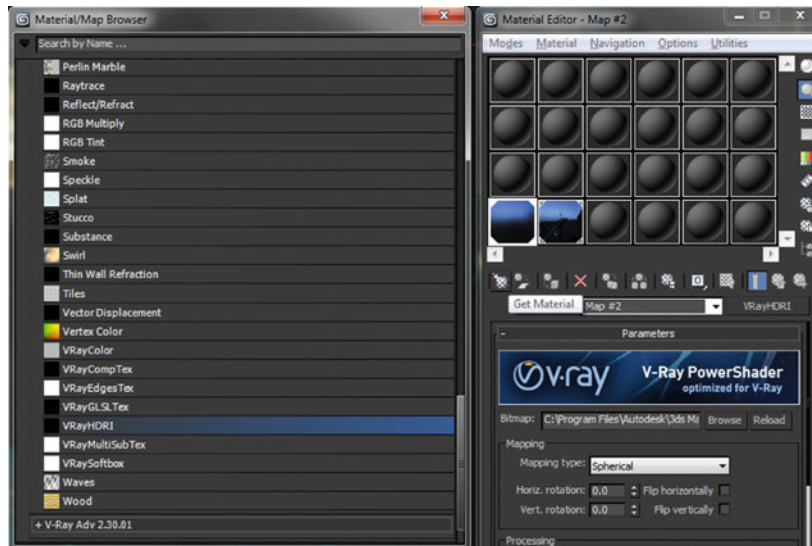 Material/Map Browser
Search by Name ...
Perlin Marble
Raytrace
Reflect/Refract
RGB Multiply
RGB Tint
Smoke
Speckle
Splat
Stucco
Substance
Swirl
Thin Wall Refraction
Tiles
Vector Displacement
Vertex Color
VRayColor
VRayCompTex
VRayEdgesTex
VRayGLSLTex
VRayHDRI
VRayMultiSubTex
VRaySoftbox
Waves
Wood
+ V-Ray Adv 2.30.01
Material Editor - Map #2
Modes Material Navigation Options Utilities
Get Material Map #2 VRayHDRI
- Parameters
v·ray V-Ray PowerShader
optimized for V-Ray
Bitmap: C:\Program Files\Autodesk\3ds Ma Browse Reload
Mapping
Mapping type: Spherical
Horiz. rotation: 0.0 Flip horizontally
Vert. rotation: 0.0 Flip vertically
Processing